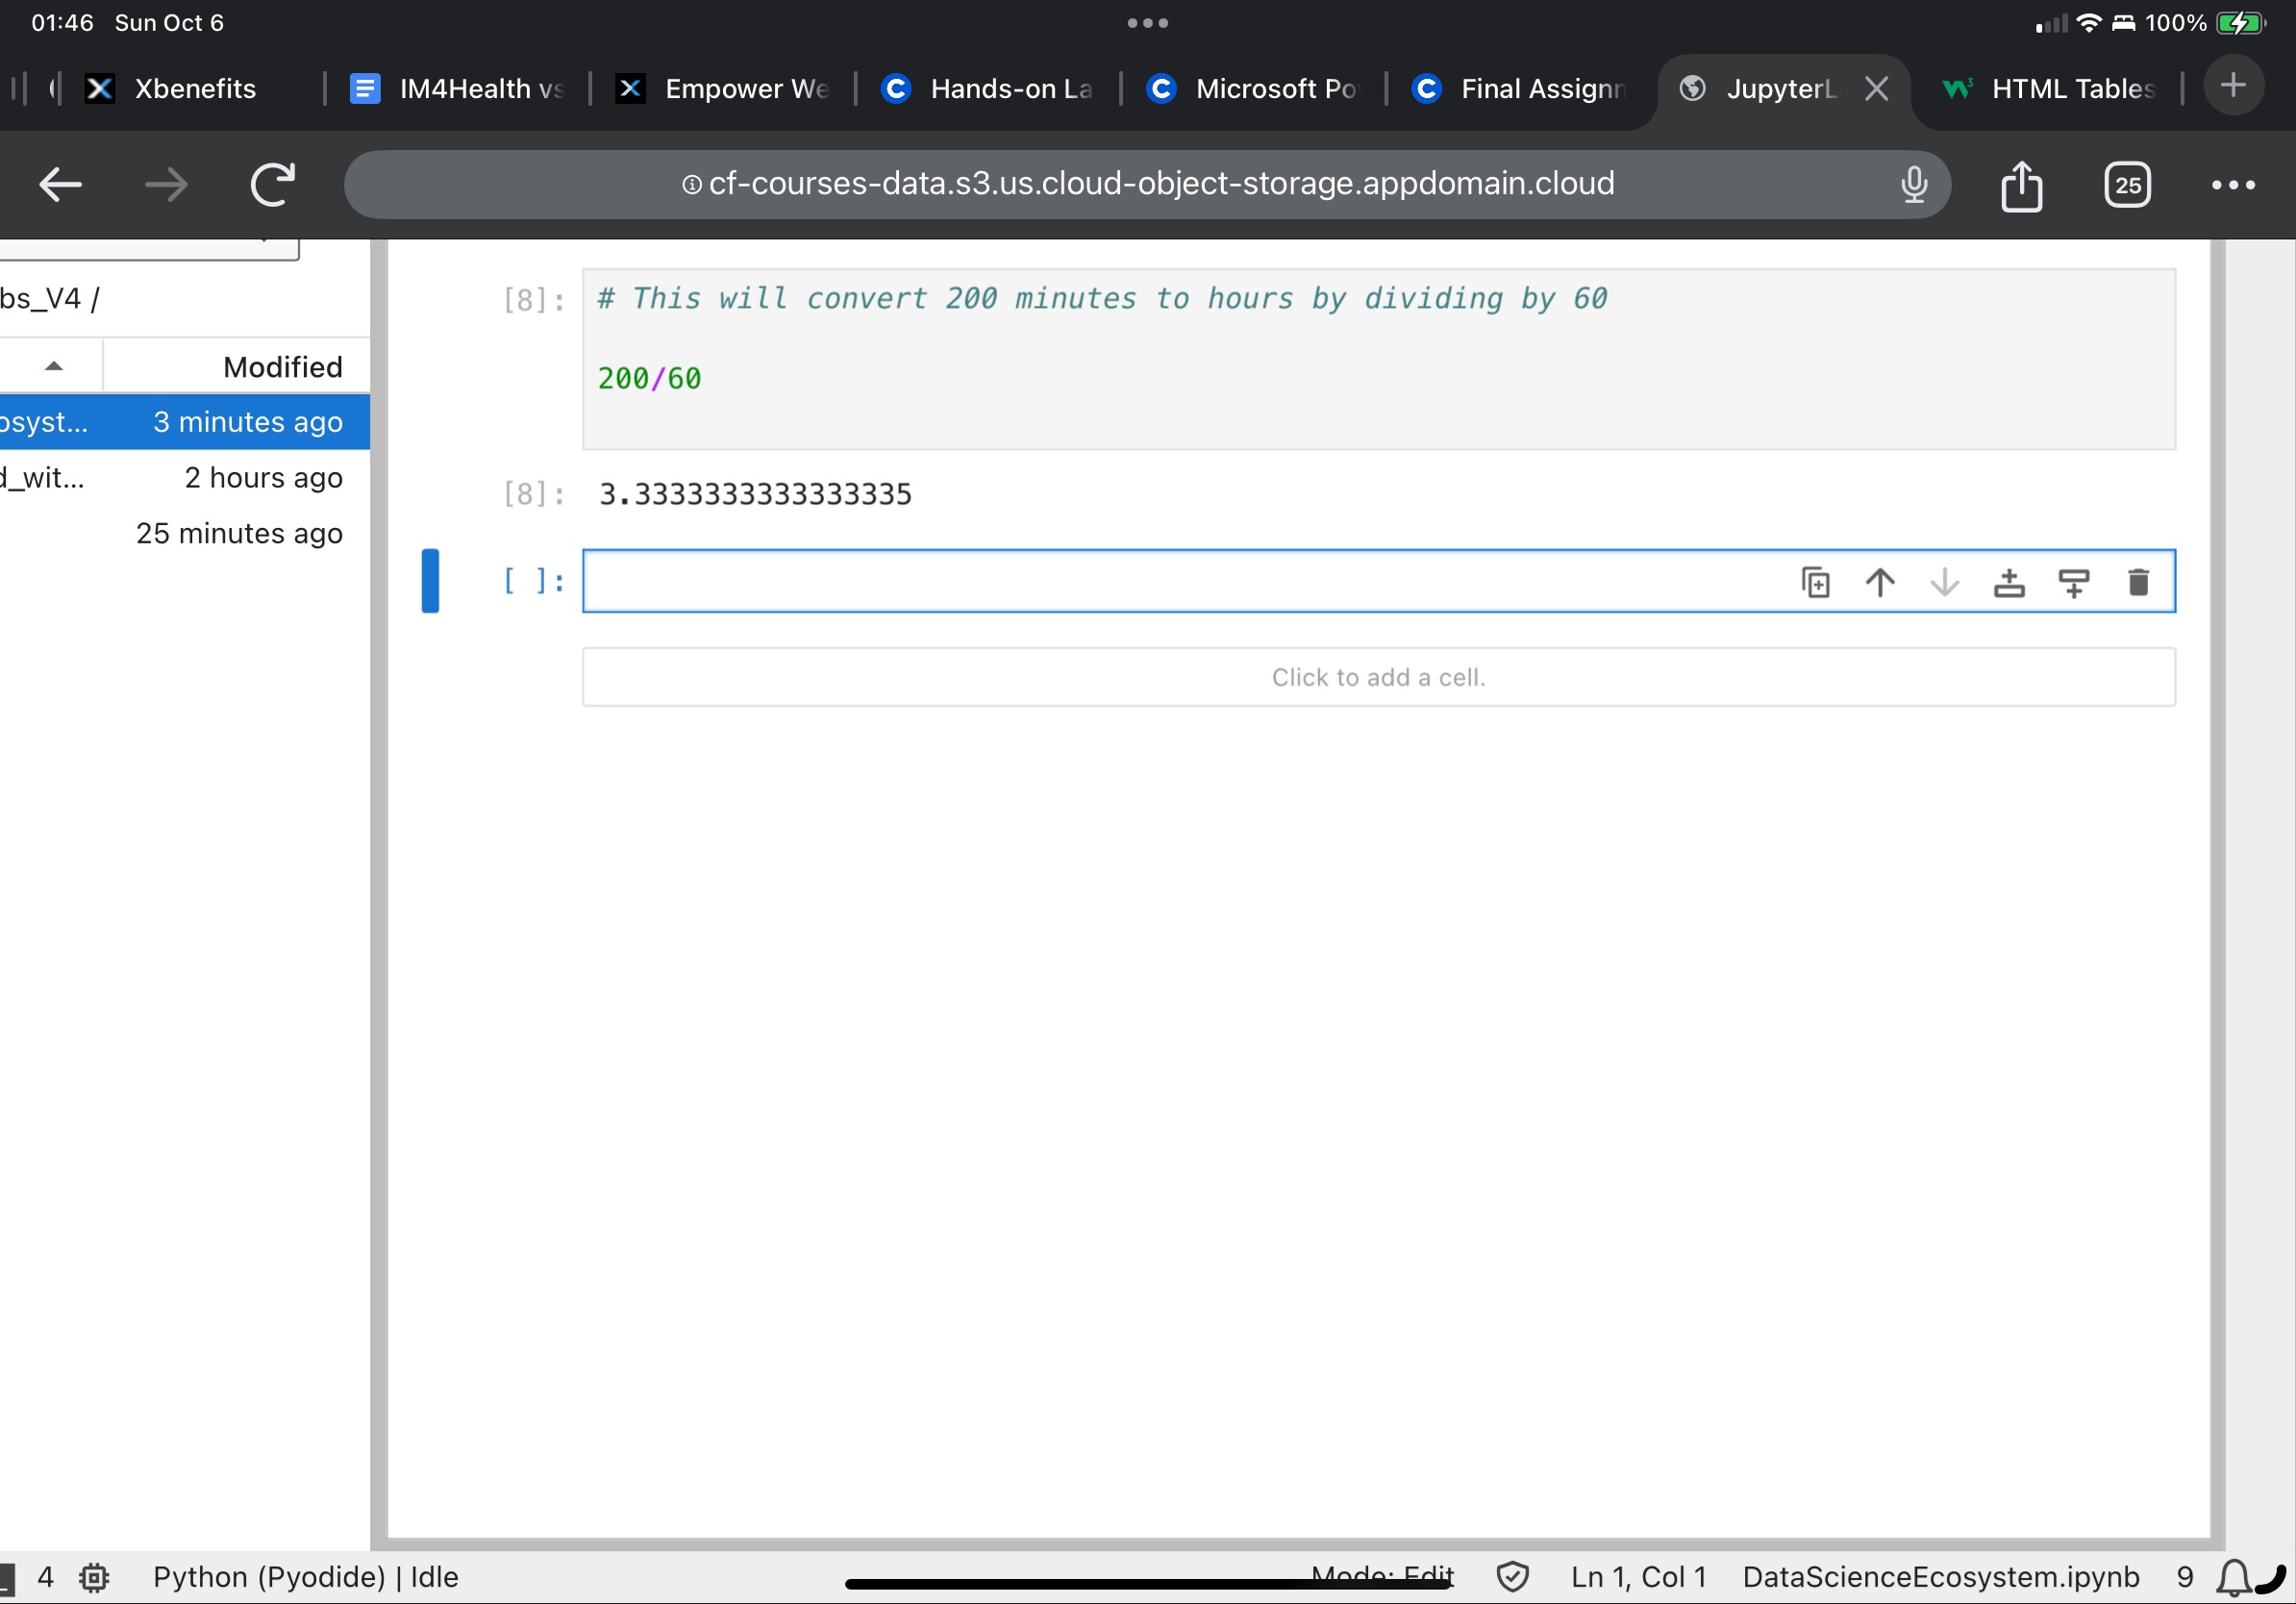 01:46 Sun Oct 6 100%
Xbenefits IM4Health vs Empower We Hands-on La Microsoft Po Final Assignn JupyterL HTML Tables
cf-courses-data.s3.us.cloud-object-storage.appdomain.cloud 25
bs_V4 /
Modified
osyst... 3 minutes ago
d_wit... 2 hours ago
25 minutes ago
[8]: # This will convert 200 minutes to hours by dividing by 60
200/60
[8]: 3.3333333333333335
[ ]:
Click to add a cell.
4 Python (Pyodide) | Idle Mode: Edit Ln 1, Col 1 DataScienceEcosystem.ipynb 9